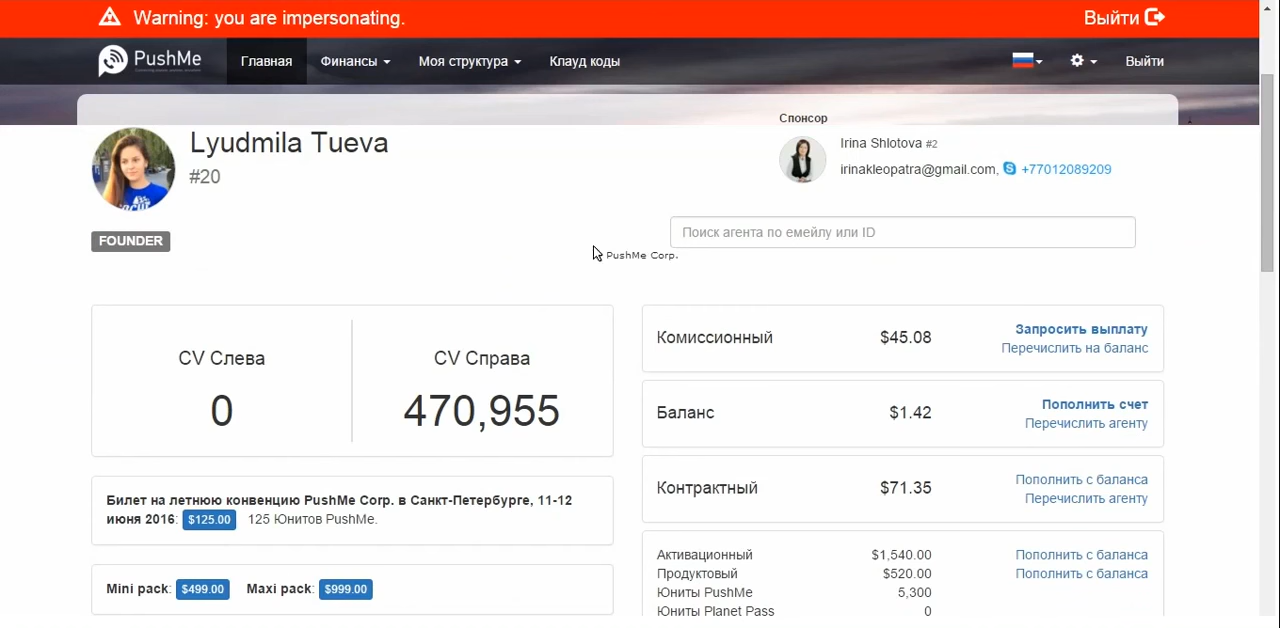 Warning: you are impersonating.
Выйти
PushMe
Главная
Финансы
Моя структура
Клауд коды
Выйти
Lyudmila Tueva
#20
FOUNDER
Спонсор
Irina Shlotova #2
irinakleopatra@gmail.com, +77012089209
Поиск агента по емейлу или ID
PushMe Corp.
CV Слева
0
CV Справа
470,955
Билет на летнюю конвенцию PushMe Corp. в Санкт-Петербурге, 11-12
июня 2016: $125.00 125 Юнитов PushMe.
Mini pack: $499.00 Maxi pack: $999.00
Комиссионный $45.08 Запросить выплату
Перечислить на баланс
Баланс $1.42 Пополнить счет
Перечислить агенту
Контрактный $71.35 Пополнить с баланса
Перечислить агенту
Активационный $1,540.00 Пополнить с баланса
Продуктовый $520.00 Пополнить с баланса
Юниты PushMe 5,300
Юниты Planet Pass 0